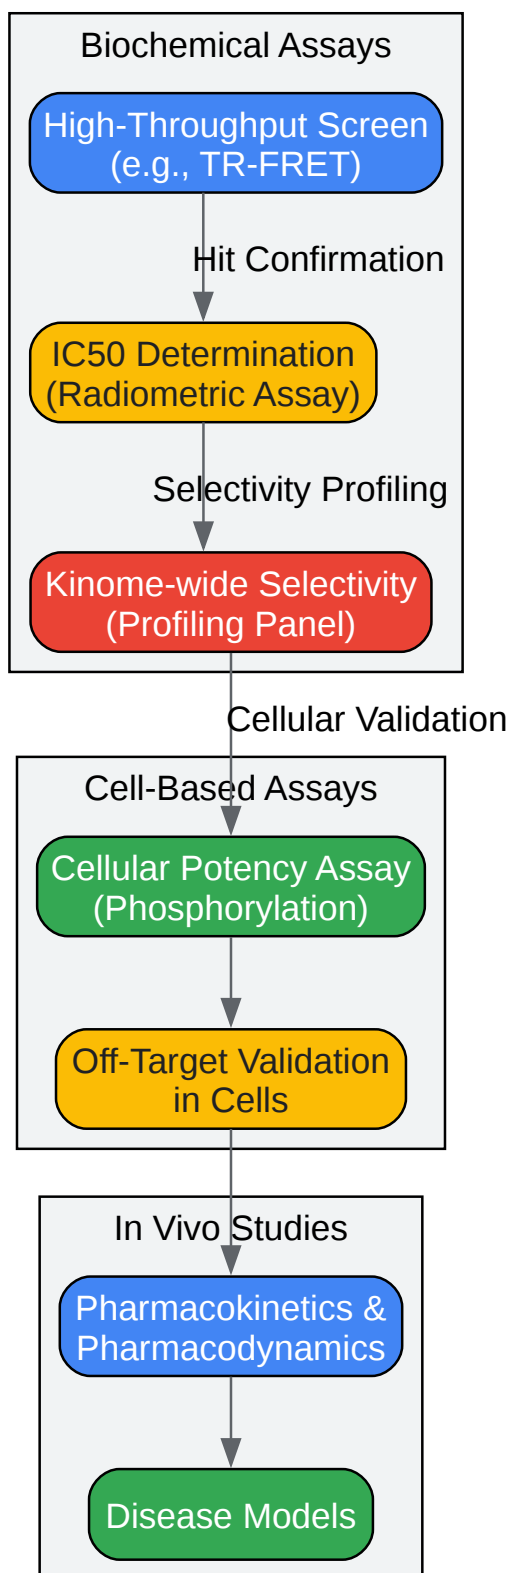 Biochemical Assays
High-Throughput Screen
(e.g., TR-FRET)
Hit Confirmation
IC50 Determination
(Radiometric Assay)
Selectivity Profiling
Kinome-wide Selectivity
(Profiling Panel)
Cellular Validation
Cell-Based Assays
Cellular Potency Assay
(Phosphorylation)
Off-Target Validation
in Cells
In Vivo Studies
Pharmacokinetics &
Pharmacodynamics
Disease Models